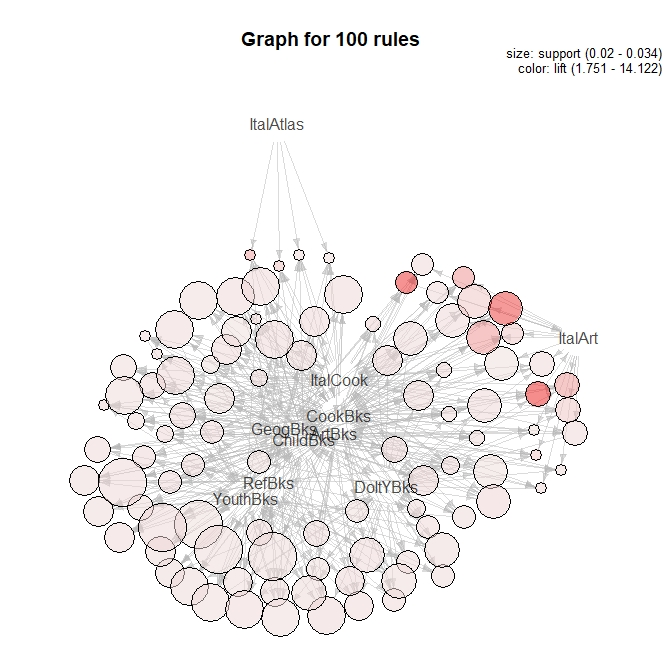 Graph for 100 rules
size: support (0.02 - 0.034)
color: lift (1.751 - 14.122)
ItalAtlas
ItalArt
ItalCook
CookBks
GeogBks
ArtBks
ChildBks
RefBks
DoItYBks
YouthBks